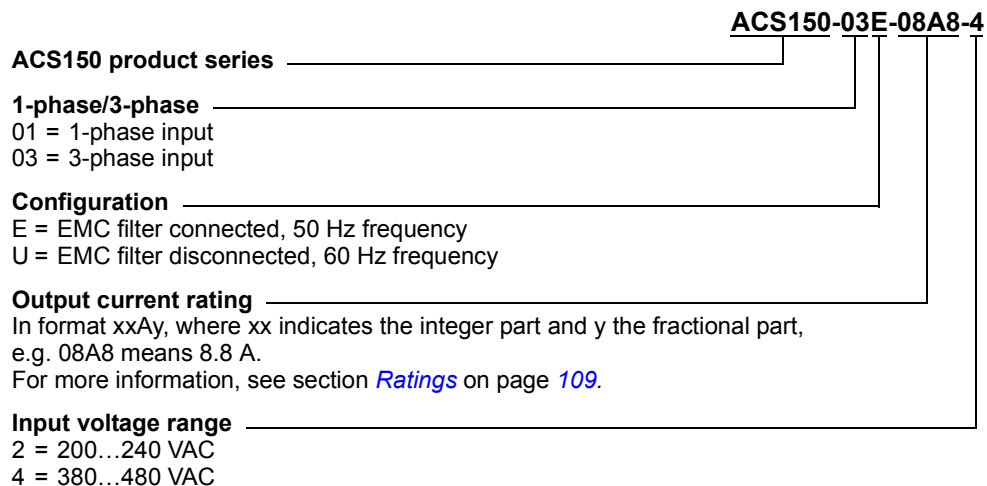 ACS150-03E-08A8-4
ACS150 product series
1-phase/3-phase
01 = 1-phase input
03 = 3-phase input
Configuration
E = EMC filter connected, 50 Hz frequency
U = EMC filter disconnected, 60 Hz frequency
Output current rating
In format xxAy, where xx indicates the integer part and y the fractional part,
e.g. 08A8 means 8.8 A.
For more information, see section Ratings on page 109.
Input voltage range
2 = 200…240 VAC
4 = 380…480 VAC